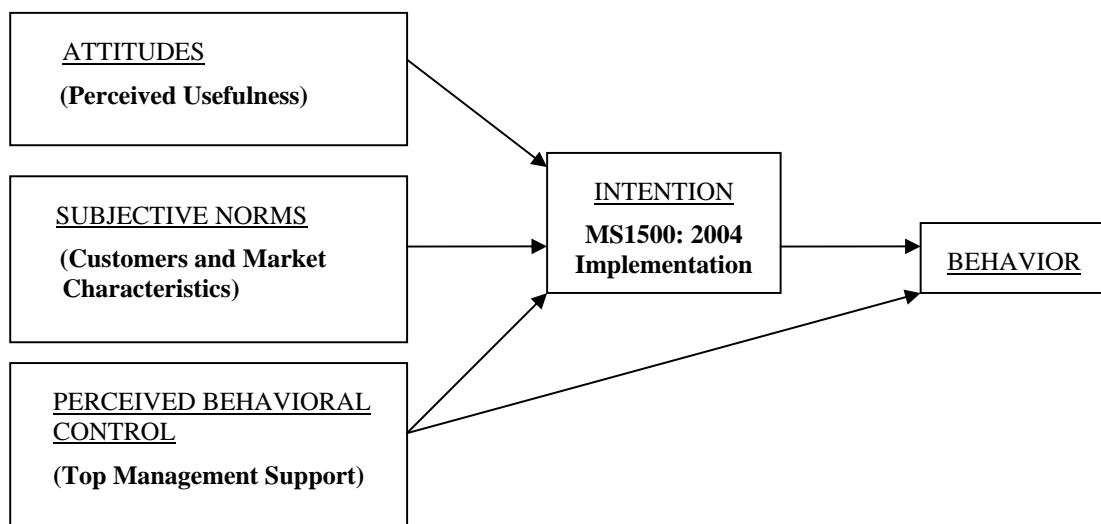 ATTITUDES
(Perceived Usefulness)
SUBJECTIVE NORMS
(Customers and Market
Characteristics)
PERCEIVED BEHAVIORAL
CONTROL
(Top Management Support)
INTENTION
MS1500: 2004
Implementation
BEHAVIOR